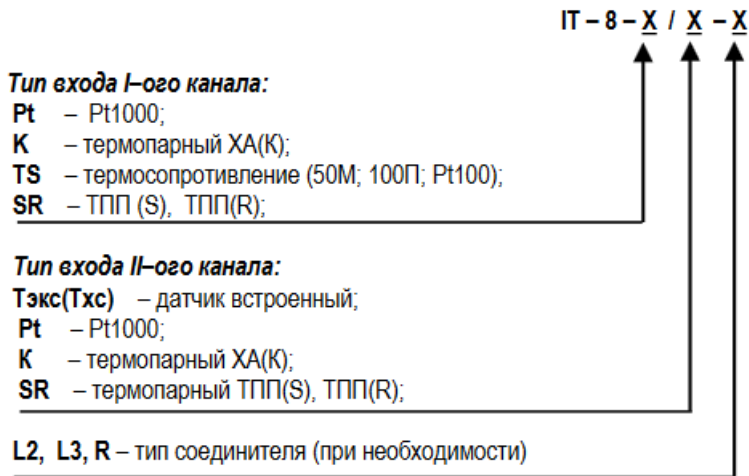 IT – 8 – X / X – X
Тип входа I–ого канала:
Pt – Pt1000;
K – термопарный ХА(К);
TS – термосопротивление (50М; 100П; Pt100);
SR – ТПП (S), ТПП(R);
Тип входа II–ого канала:
Тэкс(Тхс) – датчик встроенный;
Pt – Pt1000;
К – термопарный ХА(К);
SR – термопарный ТПП(S), ТПП(R);
L2, L3, R – тип соединителя (при необходимости)